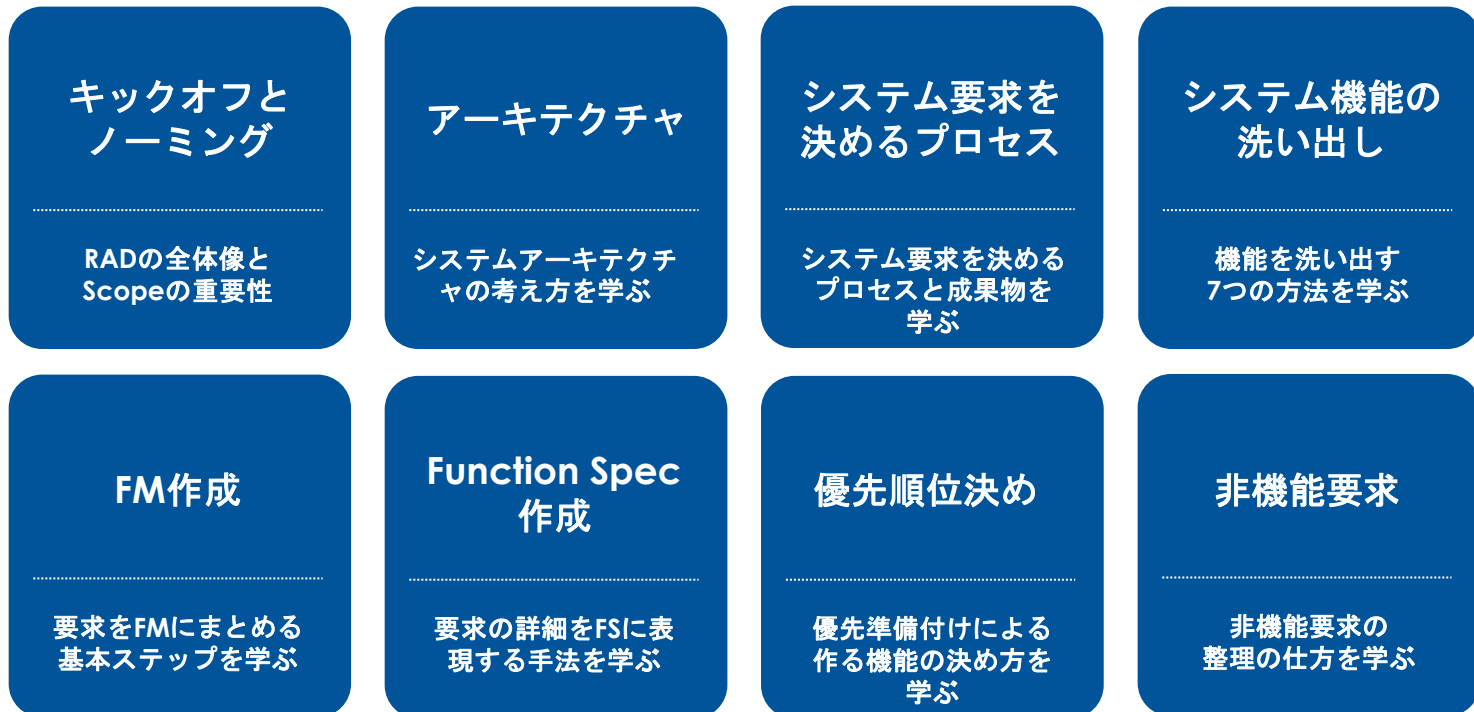 キックオフと
ノーミング
RADの全体像と
Scopeの重要性
アーキテクチャ
システムアーキテクチ
ャの考え方を学ぶ
システム要求を
決めるプロセス
システム要求を決める
プロセスと成果物を
学ぶ
システム機能の
洗い出し
機能を洗い出す
7つの方法を学ぶ
FM作成
要求をFMにまとめる
基本ステップを学ぶ
Function Spec
作成
要求の詳細をFSに表
現する手法を学ぶ
優先順位決め
優先準備付けによる
作る機能の決め方を
学ぶ
非機能要求
非機能要求の
整理の仕方を学ぶ